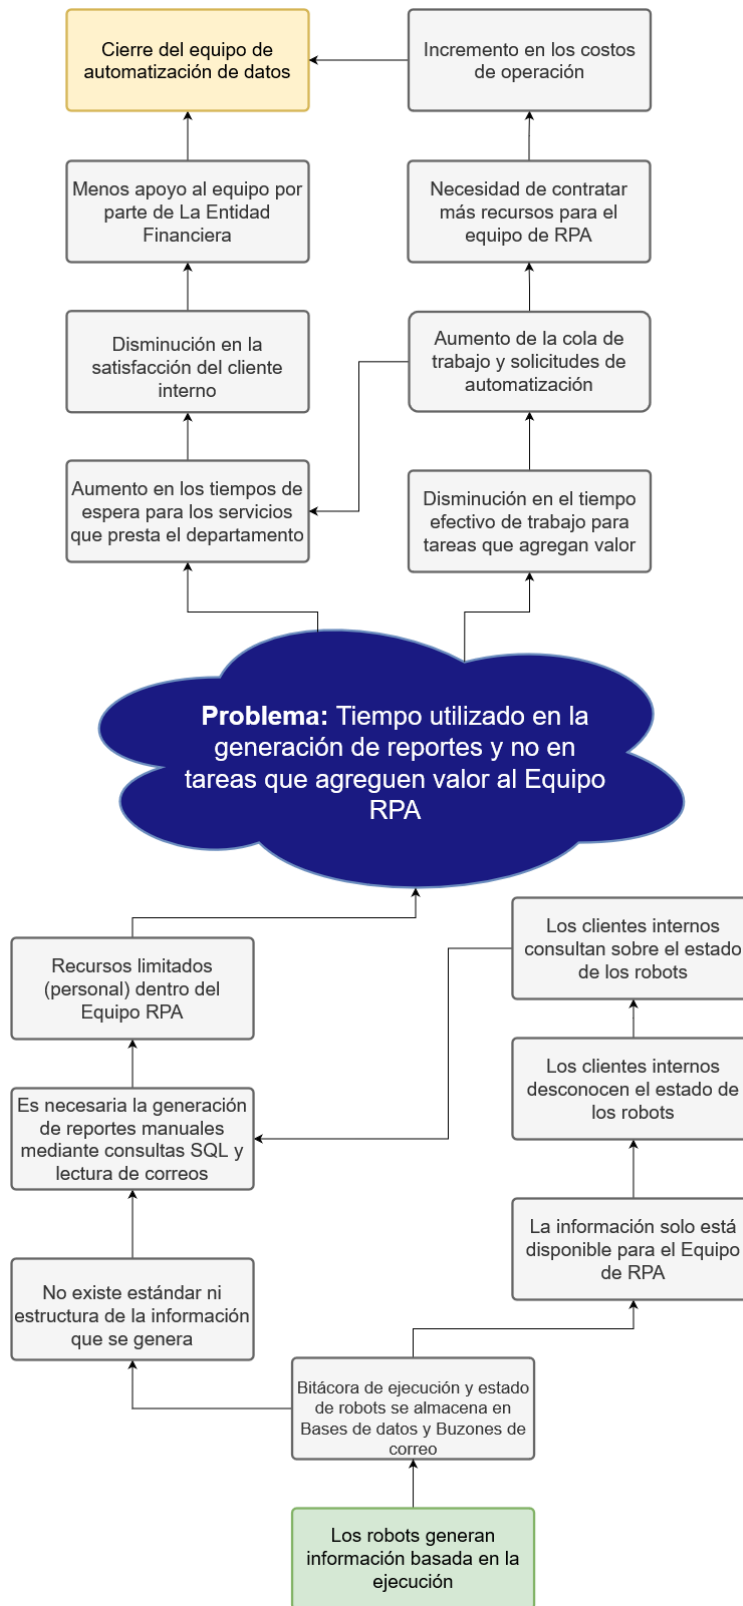 Cierre del equipo de
automatización de datos
Incremento en los costos
de operación
Menos apoyo al equipo por
parte de La Entidad
Financiera
Necesidad de contratar
más recursos para el
equipo de RPA
Disminución en la
satisfacción del cliente
interno
Aumento de la cola de
trabajo y solicitudes de
automatización
Aumento en los tiempos de
espera para los servicios
que presta el departamento
Disminución en el tiempo
efectivo de trabajo para
tareas que agregan valor
Problema: Tiempo utilizado en la
generación de reportes y no en
tareas que agreguen valor al Equipo
RPA
Recursos limitados
(personal) dentro del
Equipo RPA
Los clientes internos
consultan sobre el estado
de los robots
Es necesaria la generación
de reportes manuales
mediante consultas SQL y
lectura de correos
Los clientes internos
desconocen el estado de
los robots
No existe estándar ni
estructura de la información
que se genera
La información solo está
disponible para el Equipo
de RPA
Bitácora de ejecución y estado
de robots se almacena en
Bases de datos y Buzones de
correo
Los robots generan
información basada en la
ejecución